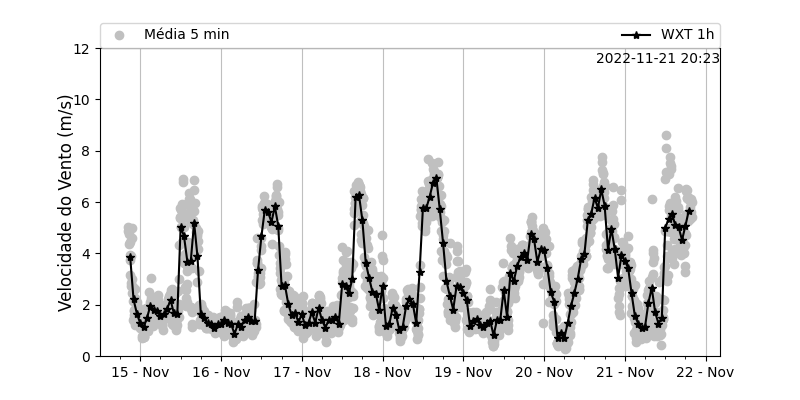 Média 5 min
WXT 1h
2022-11-21 20:23
Velocidade do Vento (m/s)
12
10
8
6
4
2
0
15 - Nov
16 - Nov
17 - Nov
18 - Nov
19 - Nov
20 - Nov
21 - Nov
22 - Nov